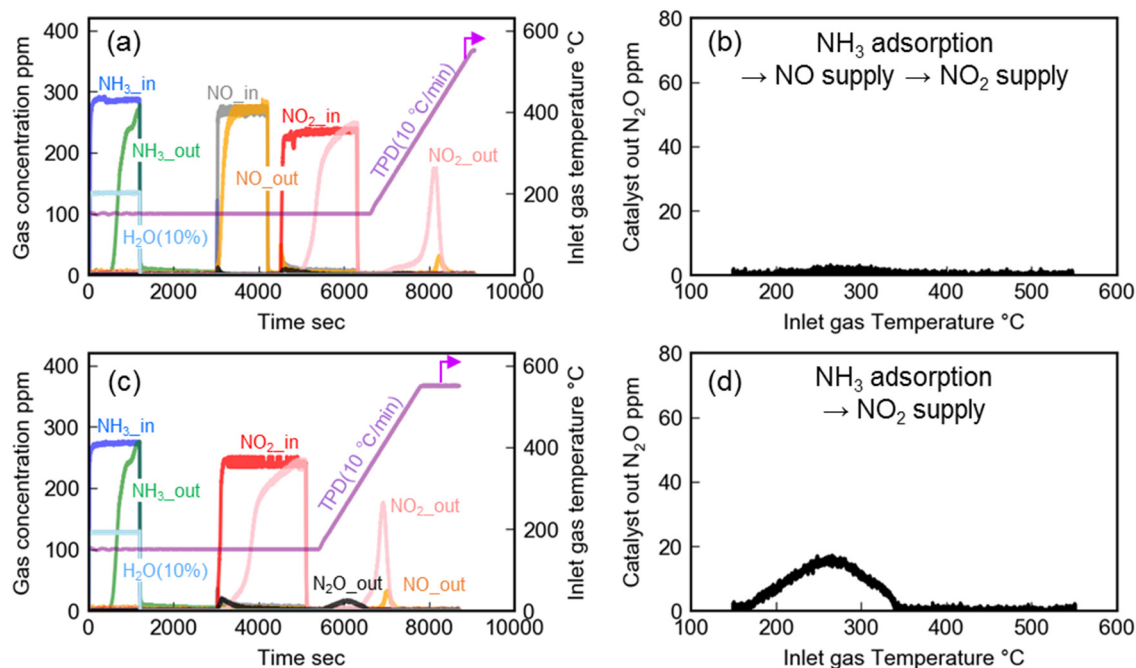 (a)
400
300
200
100
0
Gas concentration ppm
NH₃_in
NH₃_out
H₂O(10%)
NO_in
NO_out
NO₂_in
TPD(10 °C/min)
NO₂_out
600
400
200
0
Inlet gas temperature °C
0 2000 4000 6000 8000 10000
Time sec
(b)
NH₃ adsorption
→ NO supply → NO₂ supply
80
60
40
20
0
Catalyst out N₂O ppm
100 200 300 400 500 600
Inlet gas Temperature °C
(c)
400
300
200
100
0
Gas concentration ppm
NH₃_in
NH₃_out
H₂O(10%)
NO₂_in
TPD(10 °C/min)
NO₂_out
N₂O_out
NO_out
600
400
200
0
Inlet gas temperature °C
0 2000 4000 6000 8000 10000
Time sec
(d)
NH₃ adsorption
→ NO₂ supply
80
60
40
20
0
Catalyst out N₂O ppm
100 200 300 400 500 600
Inlet gas Temperature °C